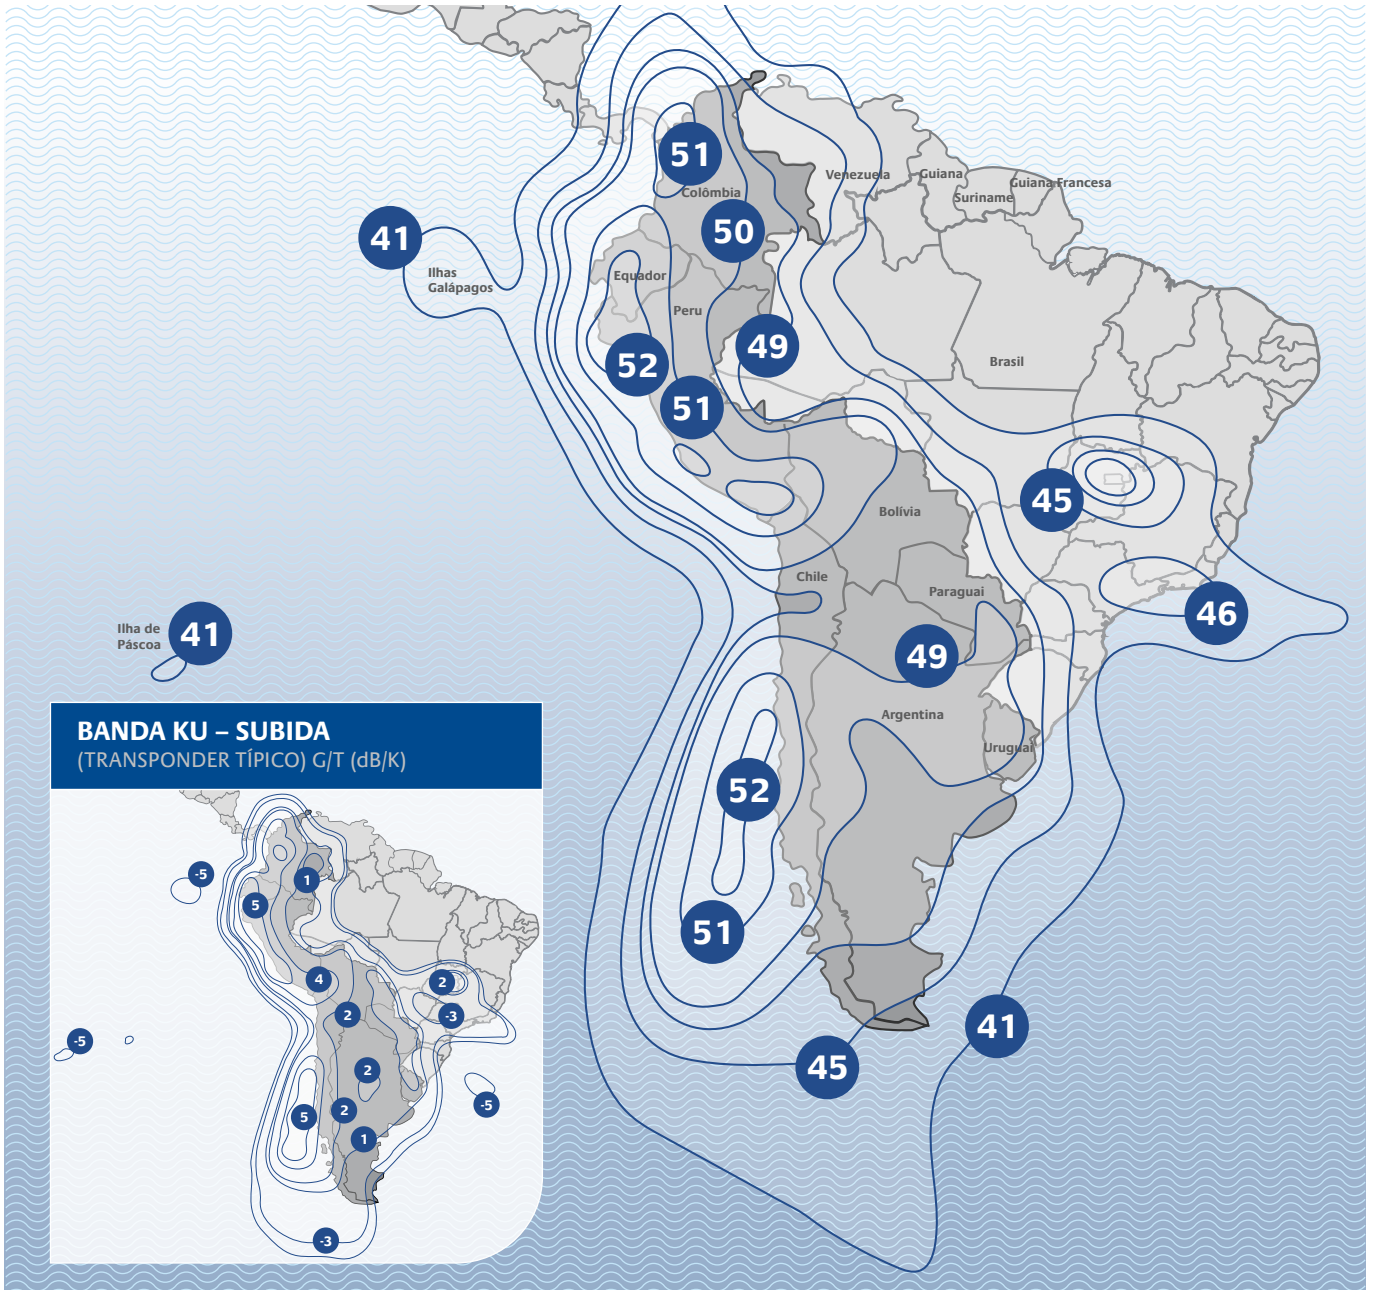 51
Colômbia
Venezuela
Guiana
Suriname
Guiana Francesa
41
50
Ilhas
Galápagos
Equador
Peru
49
52
51
Brasil
45
Bolívia
Chile
Paraguai
46
Ilha de
Páscoa
41
49
Argentina
Uruguai
52
51
41
45
BANDA KU – SUBIDA
(TRANSPONDER TÍPICO) G/T (dB/K)
-5
1
5
4
2
2
-3
-5
2
5
2
-5
1
-3